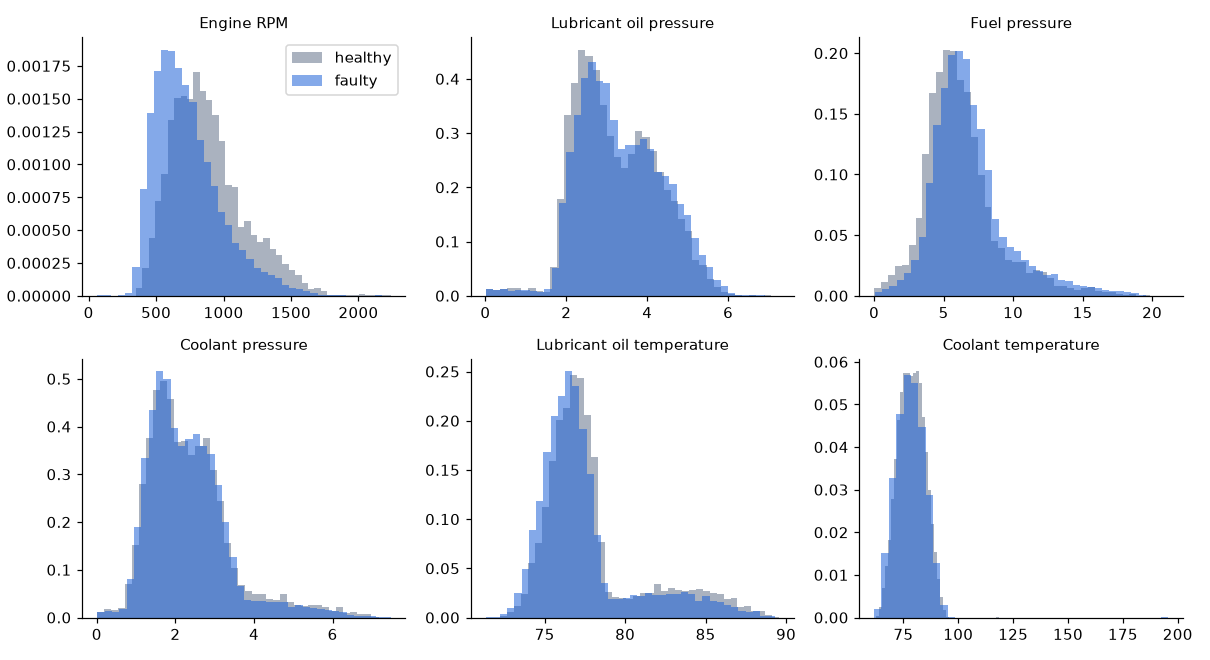 Engine RPM
healthy
faulty
0.00175
0.00150
0.00125
0.00100
0.00075
0.00050
0.00025
0.00000
0 500 1000 1500 2000
Lubricant oil pressure
0.4
0.3
0.2
0.1
0.0
0 2 4 6
Fuel pressure
0.20
0.15
0.10
0.05
0.00
0 5 10 15 20
Coolant pressure
0.5
0.4
0.3
0.2
0.1
0.0
0 2 4 6
Lubricant oil temperature
0.25
0.20
0.15
0.10
0.05
0.00
75 80 85 90
Coolant temperature
0.06
0.05
0.04
0.03
0.02
0.01
0.00
75 100 125 150 175 200